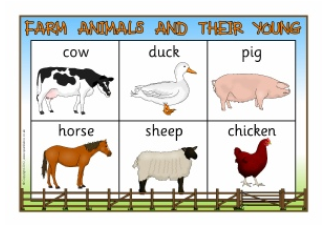 FARM ANIMALS AND THEIR YOUNG
cow duck pig
horse sheep chicken